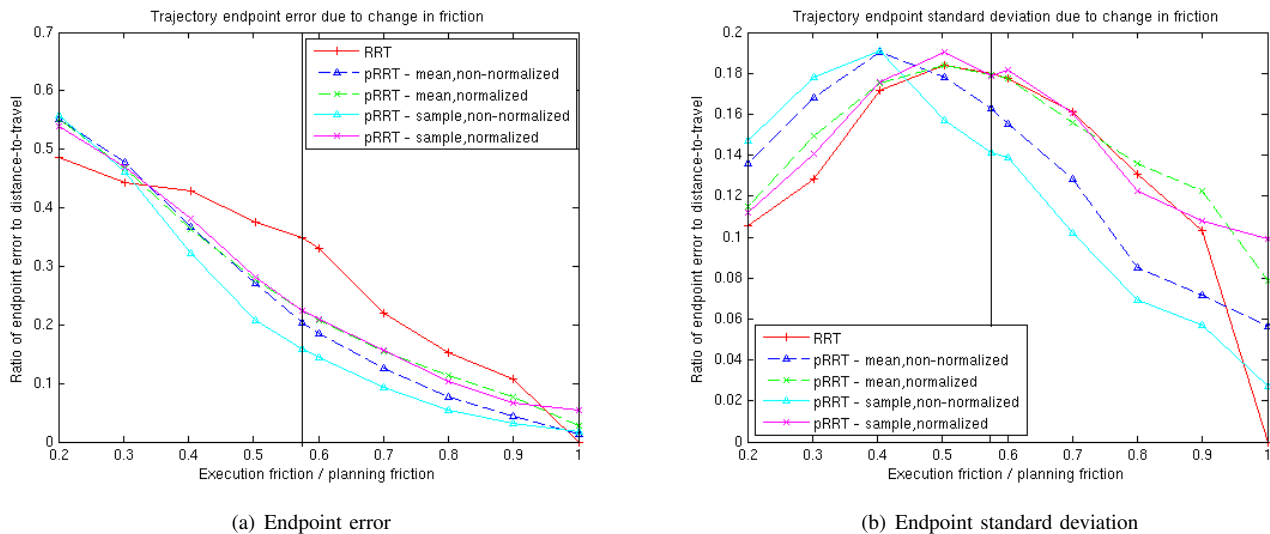 Trajectory endpoint error due to change in friction
0.7
0.6
0.5
0.4
0.3
0.2
0.1
0
Ratio of endpoint error to distance-to-travel
RRT
pRRT - mean,non-normalized
pRRT - mean,normalized
pRRT - sample,non-normalized
pRRT - sample,normalized
0.2 0.3 0.4 0.5 0.6 0.7 0.8 0.9 1
Execution friction / planning friction
(a) Endpoint error
Trajectory endpoint standard deviation due to change in friction
0.2
0.18
0.16
0.14
0.12
0.1
0.08
0.06
0.04
0.02
0
Ratio of endpoint error to distance-to-travel
RRT
pRRT - mean,non-normalized
pRRT - mean,normalized
pRRT - sample,non-normalized
pRRT - sample,normalized
0.2 0.3 0.4 0.5 0.6 0.7 0.8 0.9 1
Execution friction / planning friction
(b) Endpoint standard deviation